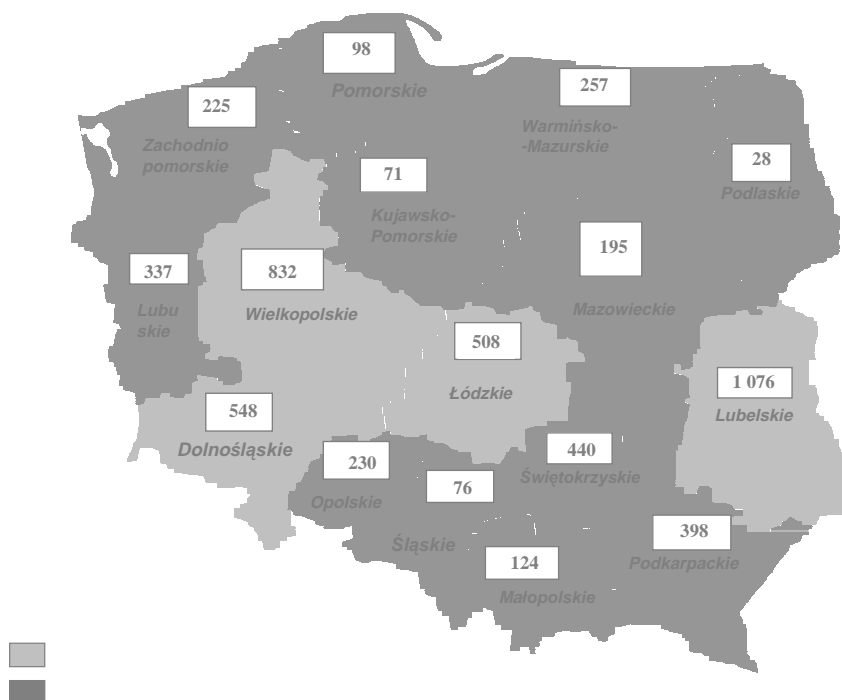 98
Pomorskie
257
Warmińsko-
-Mazurskie
225
Zachodnio
pomorskie
28
Podlaskie
71
Kujawsko-
Pomorskie
195
Mazowieckie
337
Lubu
skie
832
Wielkopolskie
508
Łódzkie
1 076
Lubelskie
548
Dolnośląskie
230
Opolskie
76
Śląskie
440
Świętokrzyskie
398
Podkarpackie
124
Małopolskie